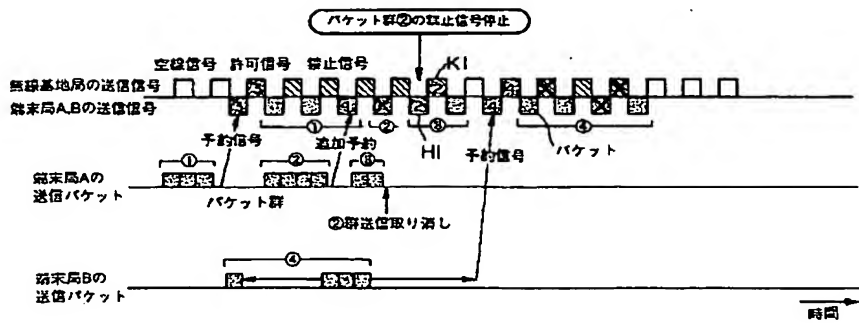 パケット群②の禁止信号停止
空線信号 許可信号 禁止信号
KI
無線基地局の送信信号
端末局A,Bの送信信号
① ② ③ ④
予約信号
追加予約
HI
予約信号
パケット
① ② ③
端末局Aの
送信パケット
パケット群
②群送信取り消し
④
端末局Bの
送信パケット
時間